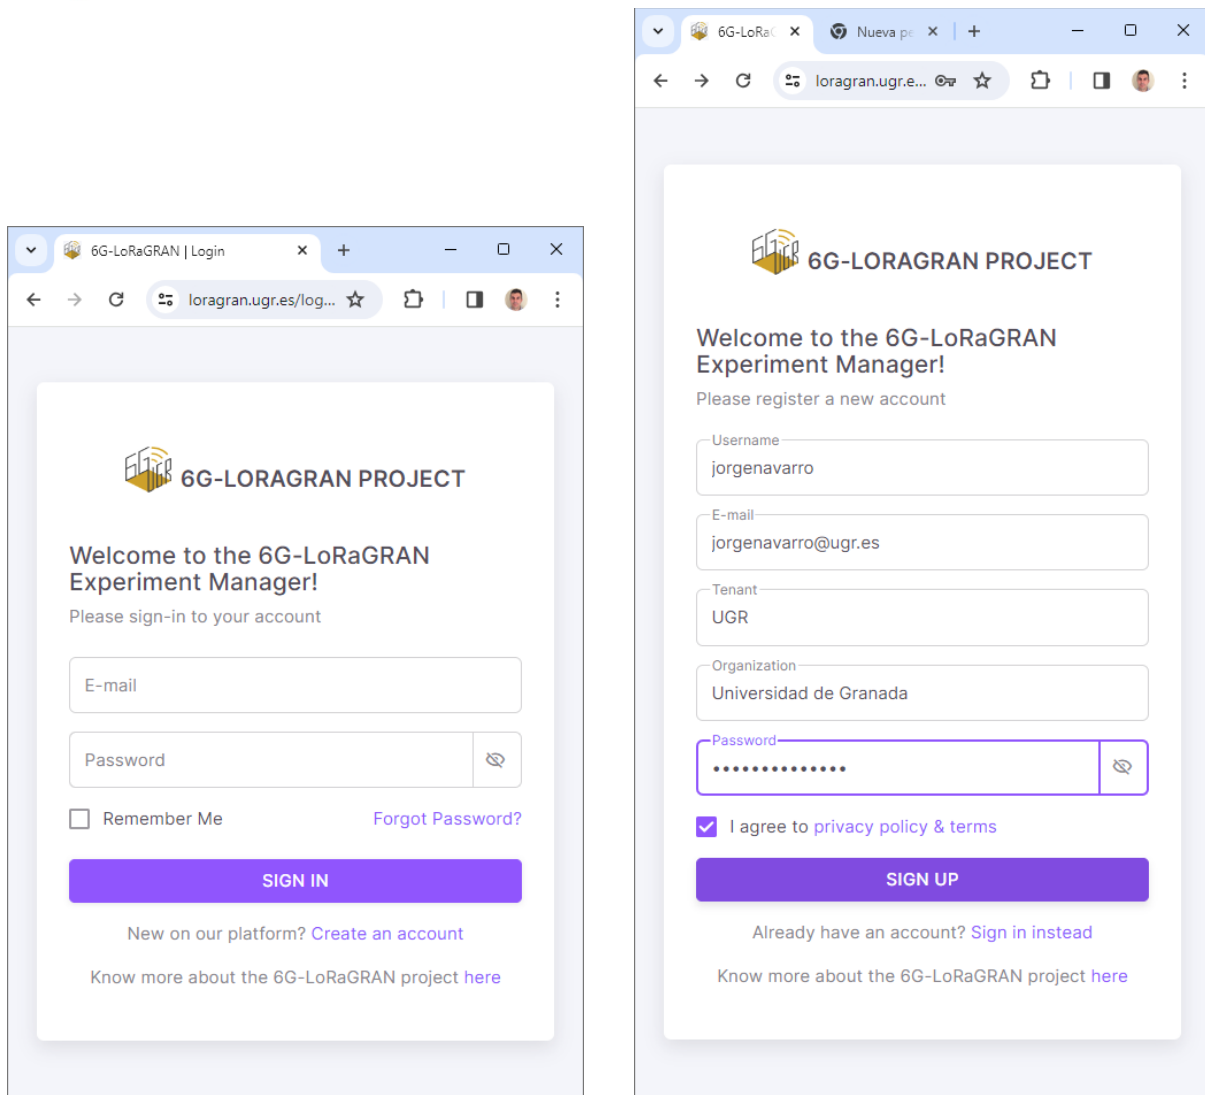 6G-LoRaGRAN | Login
loragran.ugr.es/log...
6G-LORAGRAN PROJECT
Welcome to the 6G-LoRaGRAN
Experiment Manager!
Please sign-in to your account
E-mail
Password
Remember Me
Forgot Password?
SIGN IN
New on our platform? Create an account
Know more about the 6G-LoRaGRAN project here
6G-LoRaG
Nueva pe
loragran.ugr.e...
6G-LORAGRAN PROJECT
Welcome to the 6G-LoRaGRAN
Experiment Manager!
Please register a new account
Username
jorgenavarro
E-mail
jorgenavarro@ugr.es
Tenant
UGR
Organization
Universidad de Granada
Password
••••••••••••••
I agree to privacy policy & terms
SIGN UP
Already have an account? Sign in instead
Know more about the 6G-LoRaGRAN project here